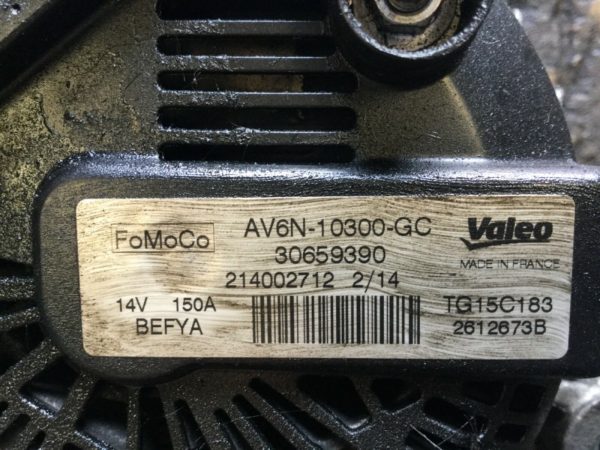 FoMoCo
AV6N-10300-GC
30659390
214002712 2/14
14V 150A
BEFYA
Valeo
MADE IN FRANCE
TG15C183
2612673B